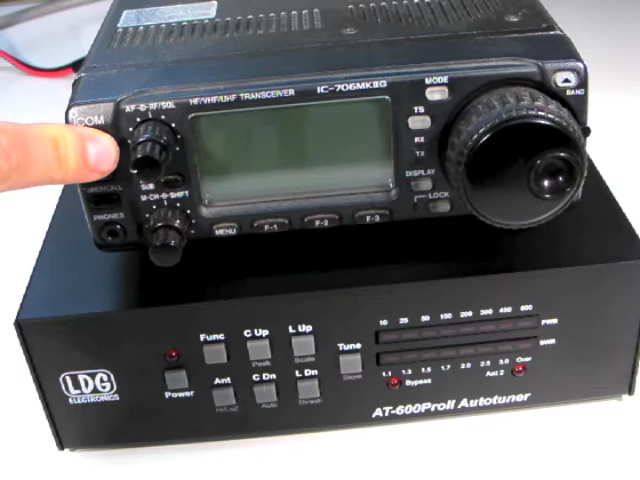 IC-706MKIIG
MODE
BAND
ICOM
AF-RF/SQL
HF/VHF/UHF TRANSCEIVER
TS
RX
TX
DISPLAY
LOCK
SUB
M-CH SHIFT
PHONES
MENU F-1 F-2 F-3
Func C Up L Up
Peak Scale
Tune
Store
Power
Ant C Dn L Dn
Hi/Lo Auto Thresh
LDG
ELECTRONICS
10 25 50 100 200 300 450 600
PWR
SWR
1.1 1.3 1.5 1.7 2.0 2.5 3.0 Over
Bypass Ant 2
AT-600ProII Autotuner